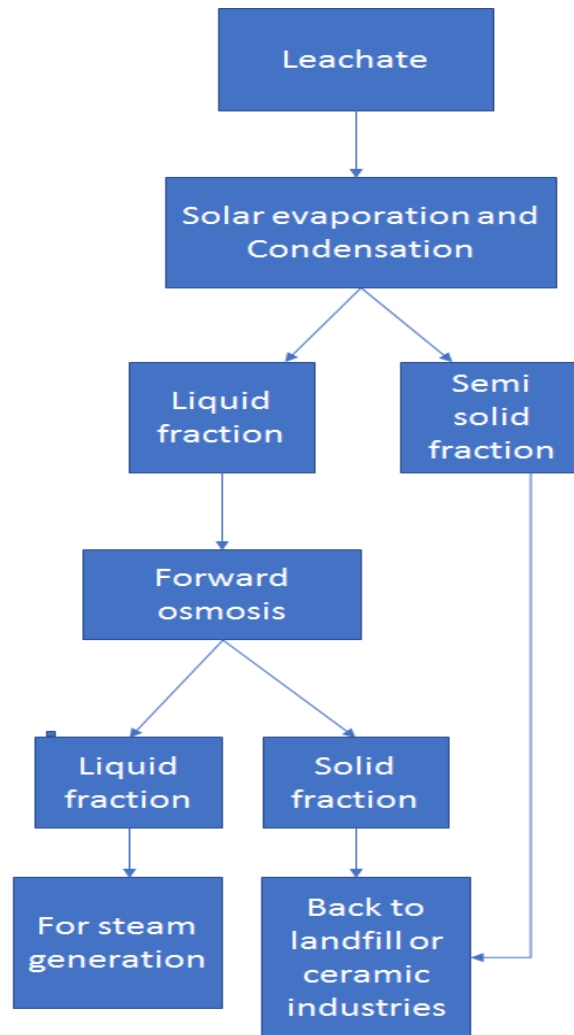 Leachate
Solar evaporation and
Condensation
Liquid
fraction
Semi
solid
fraction
Forward
osmosis
Liquid
fraction
Solid
fraction
For steam
generation
Back to
landfill or
ceramic
industries